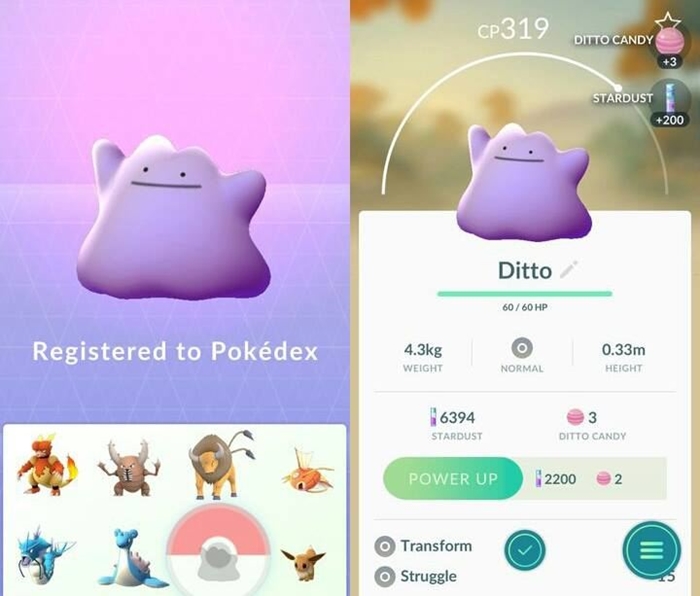 Registered to Pokédex
CP319
DITTO CANDY
+3
STARDUST
+200
Ditto
60 / 60 HP
4.3kg
WEIGHT
NORMAL
0.33m
HEIGHT
6394
STARDUST
3
DITTO CANDY
POWER UP
2200
2
Transform
Struggle
15